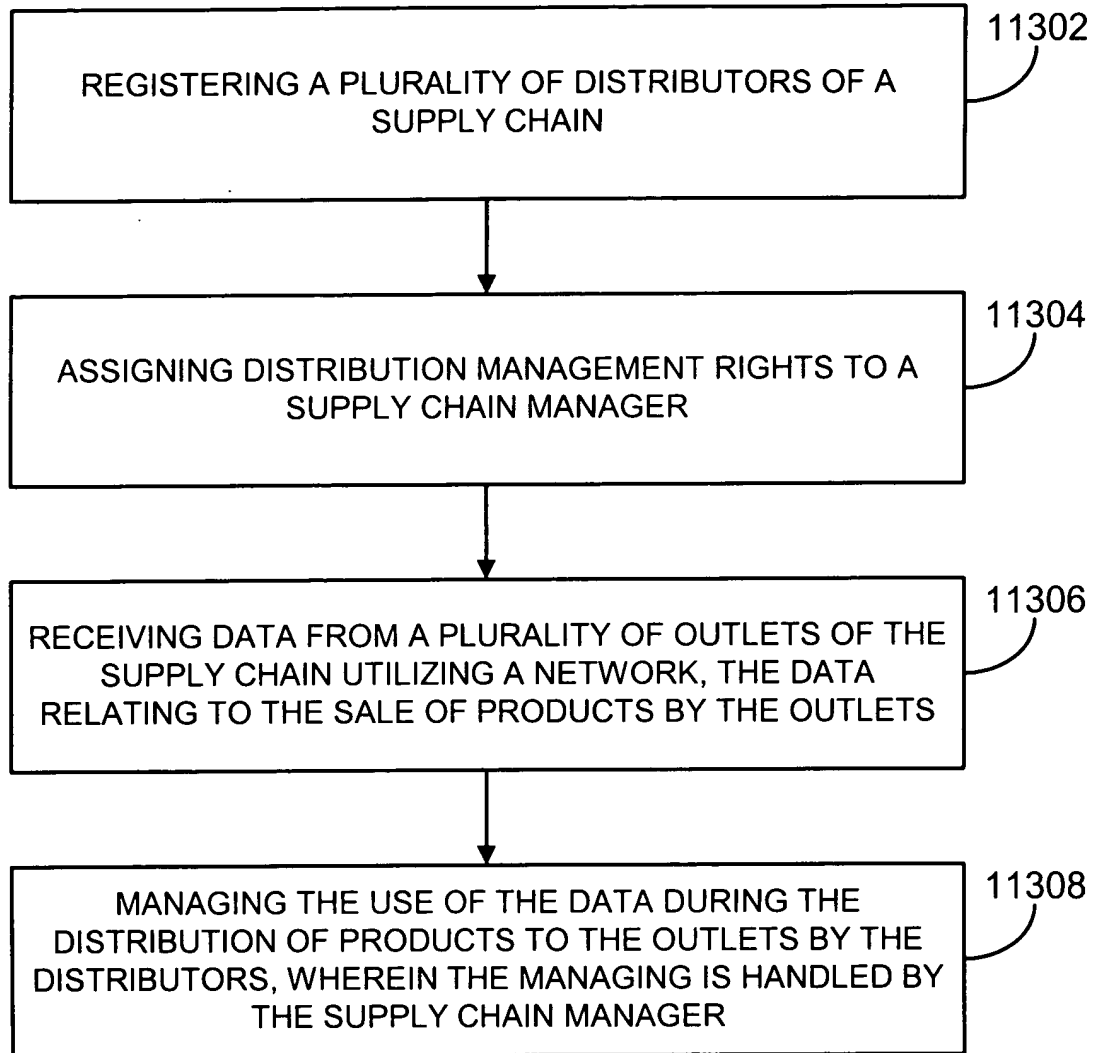 11302
REGISTERING A PLURALITY OF DISTRIBUTORS OF A
SUPPLY CHAIN
11304
ASSIGNING DISTRIBUTION MANAGEMENT RIGHTS TO A
SUPPLY CHAIN MANAGER
11306
RECEIVING DATA FROM A PLURALITY OF OUTLETS OF THE
SUPPLY CHAIN UTILIZING A NETWORK, THE DATA
RELATING TO THE SALE OF PRODUCTS BY THE OUTLETS
11308
MANAGING THE USE OF THE DATA DURING THE
DISTRIBUTION OF PRODUCTS TO THE OUTLETS BY THE
DISTRIBUTORS, WHEREIN THE MANAGING IS HANDLED BY
THE SUPPLY CHAIN MANAGER